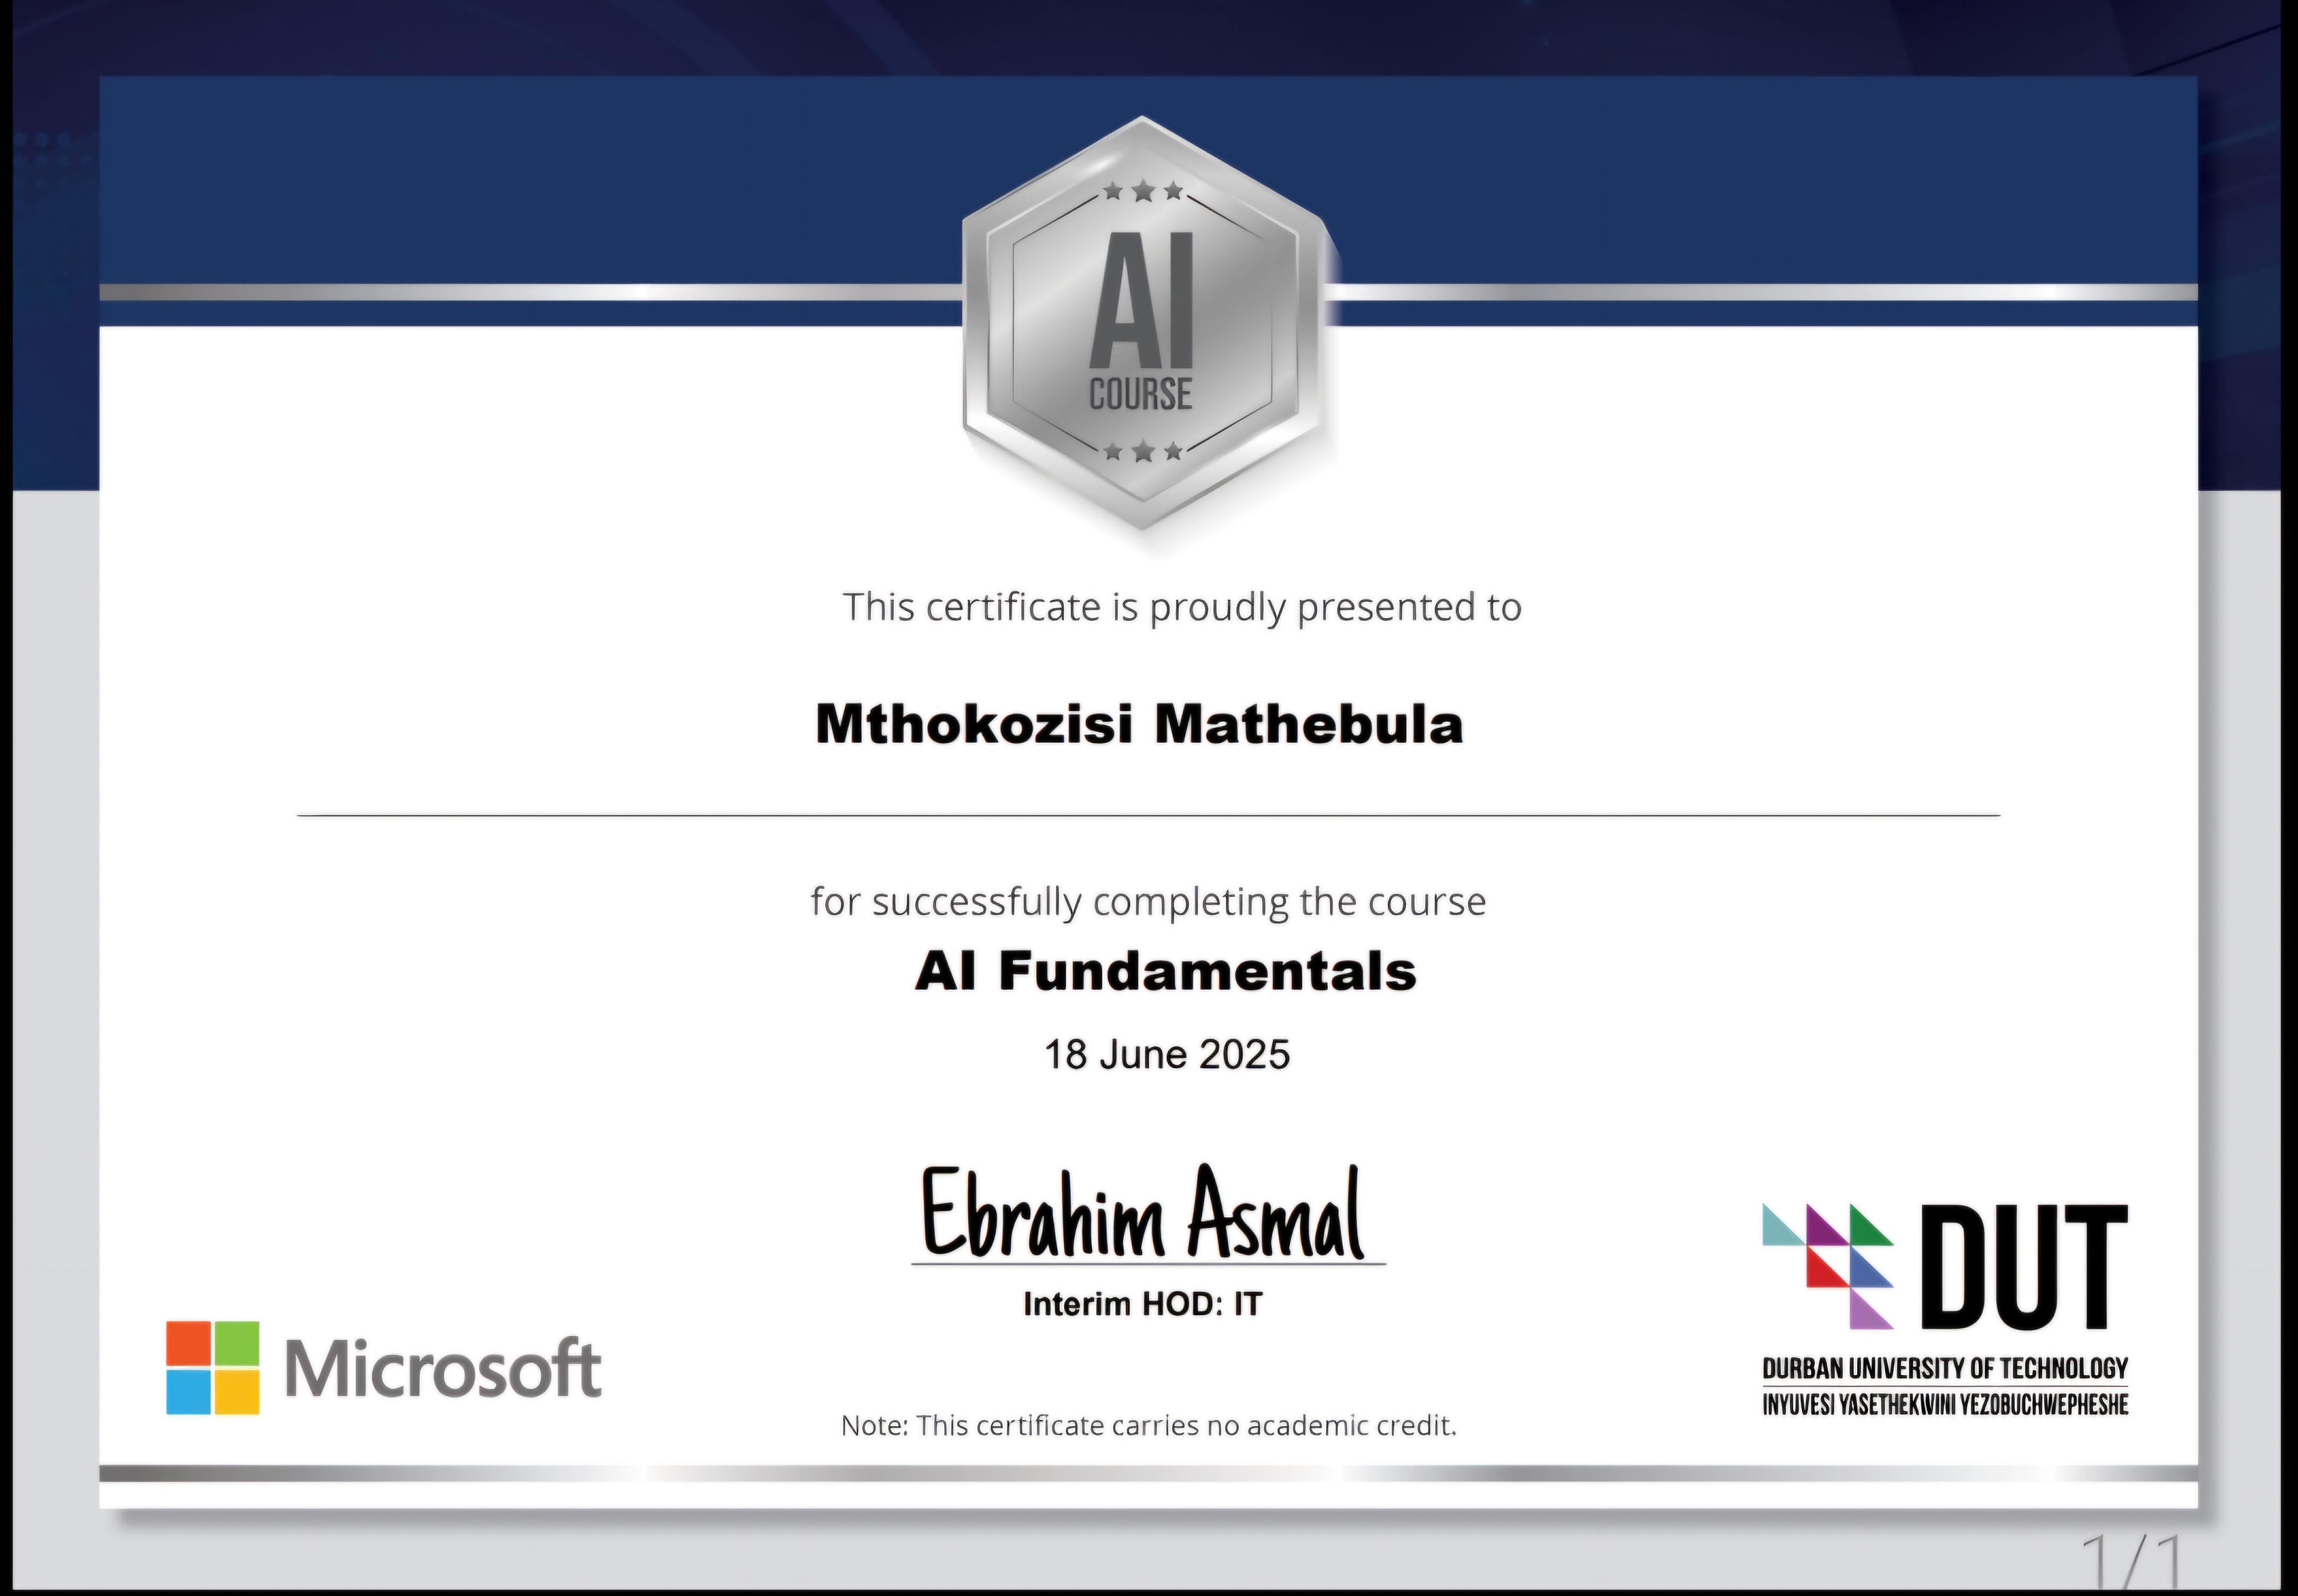 AI
COURSE
This certificate is proudly presented to
Mthokozisi Mathebula
for successfully completing the course
AI Fundamentals
18 June 2025
Ebrahim Asmal
Interim HOD: IT
Microsoft
DUT
DURBAN UNIVERSITY OF TECHNOLOGY
INYUVESI YASETHEKWINI YEZOBUCHWEPHESHE
Note: This certificate carries no academic credit.
1/1